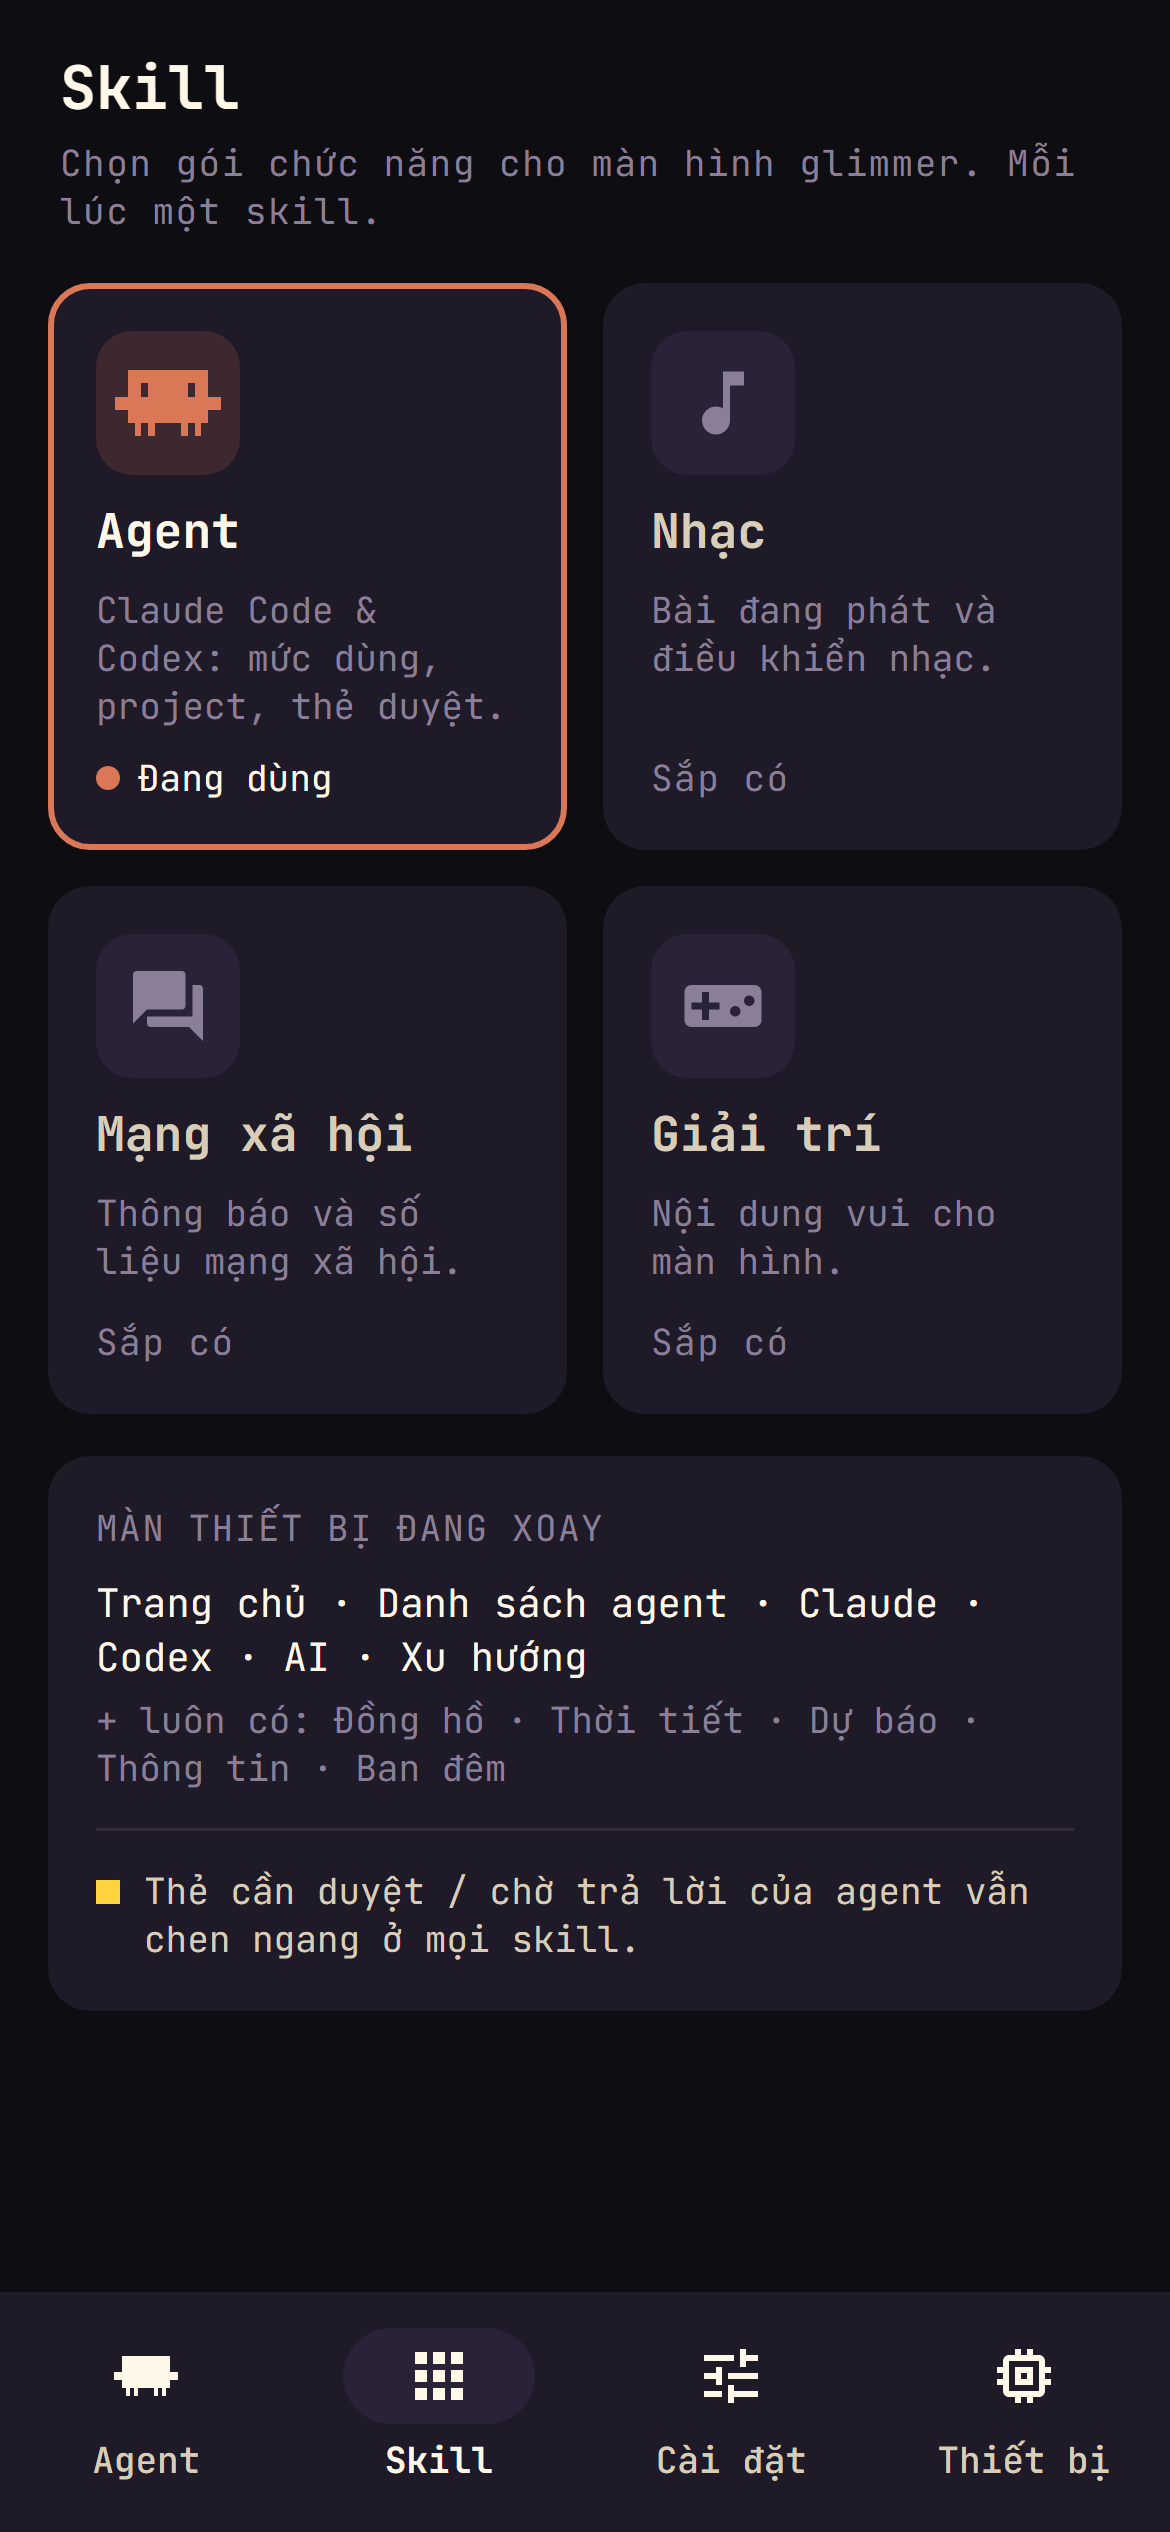 Skill
Chọn gói chức năng cho màn hình glimmer. Mỗi
lúc một skill.
Agent
Claude Code &
Codex: mức dùng,
project, thẻ duyệt.
Đang dùng
Nhạc
Bài đang phát và
điều khiển nhạc.
Sắp có
Mạng xã hội
Thông báo và số
liệu mạng xã hội.
Sắp có
Giải trí
Nội dung vui cho
màn hình.
Sắp có
MÀN THIẾT BỊ ĐANG XOAY
Trang chủ · Danh sách agent · Claude ·
Codex · AI · Xu hướng
+ luôn có: Đồng hồ · Thời tiết · Dự báo ·
Thông tin · Ban đêm
Thẻ cần duyệt / chờ trả lời của agent vẫn
chen ngang ở mọi skill.
Agent
Skill
Cài đặt
Thiết bị